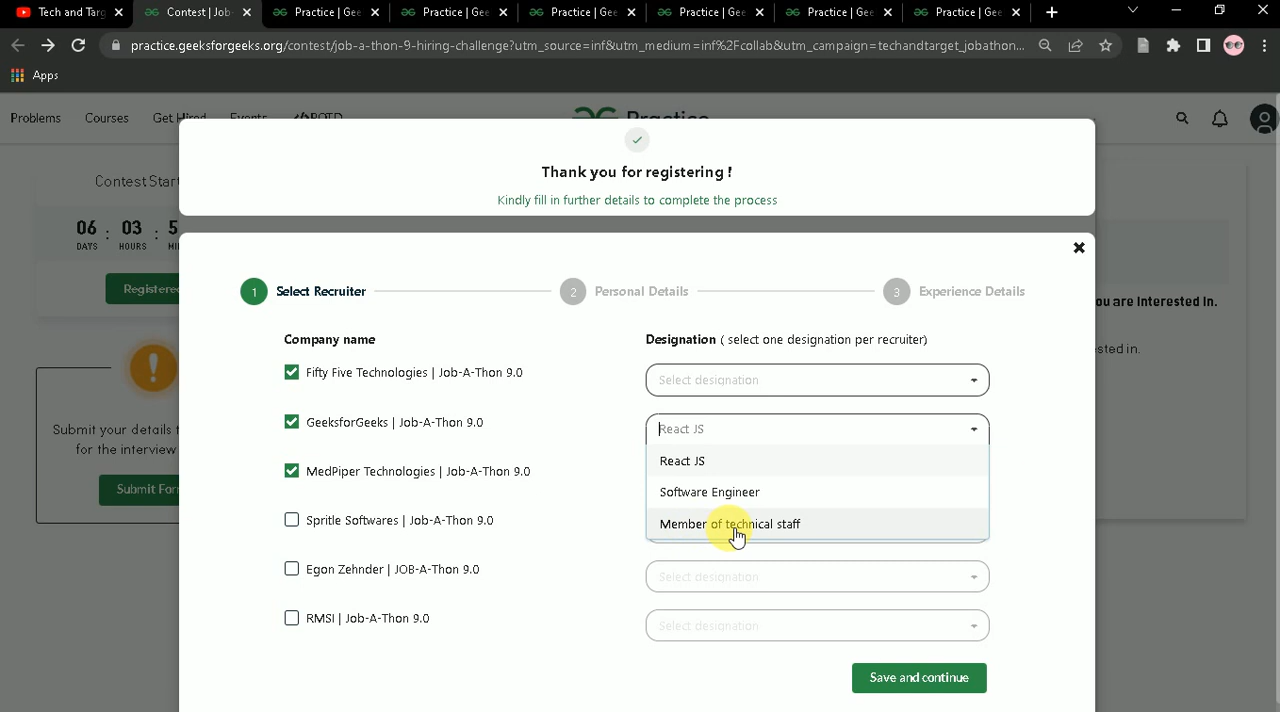 Tech and Targ
Contest | Job-
Practice | Gee
Practice | Gee
Practice | Gee
Practice | Gee
Practice | Gee
Practice | Gee
practice.geeksforgeeks.org/contest/job-a-thon-9-hiring-challenge?utm_source=inf&utm_medium=inf%2Fcollab&utm_campaign=techandtarget_jobathon...
Apps
Problems Courses Get Hired Events POTD
Practice
Contest Start
06 : 03 : 5
DAYS HOURS MI
Registered
Submit your details t
for the interview
Submit For
ou are Interested In.
sted in.
Thank you for registering !
Kindly fill in further details to complete the process
1 Select Recruiter
2 Personal Details
3 Experience Details
Company name
Designation ( select one designation per recruiter)
Fifty Five Technologies | Job-A-Thon 9.0
Select designation
GeeksforGeeks | Job-A-Thon 9.0
React JS
React JS
Software Engineer
Member of technical staff
MedPiper Technologies | Job-A-Thon 9.0
Spritle Softwares | Job-A-Thon 9.0
Egon Zehnder | JOB-A-Thon 9.0
Select designation
RMSI | Job-A-Thon 9.0
Select designation
Save and continue